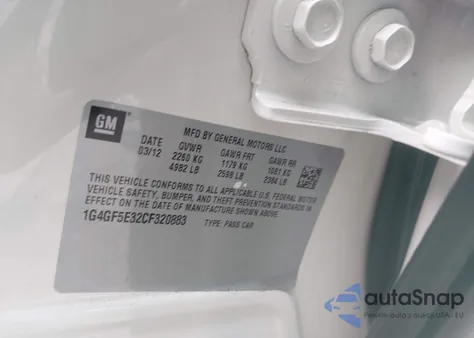 GM
MFD BY GENERAL MOTORS LLC
DATE GVWR GAWR FRT GAWR RR
03/12 2260 KG 1179 KG 1081 KG
4982 LB 2598 LB 2384 LB
THIS VEHICLE CONFORMS TO ALL APPLICABLE U.S. FEDERAL MOTOR
VEHICLE SAFETY, BUMPER, AND THEFT PREVENTION STANDARDS IN
EFFECT ON THE DATE OF MANUFACTURE SHOWN ABOVE.
1G4GF5E32CF320883 TYPE: PASS CAR
autoSnap